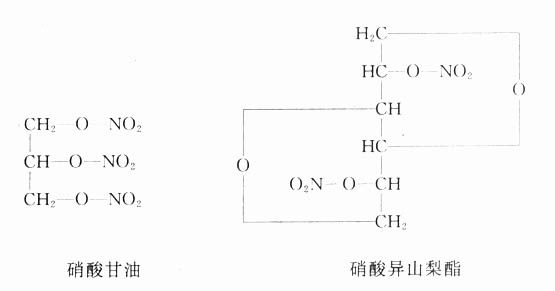 CH₂—O NO₂
CH—O—NO₂
CH₂—O—NO₂
硝酸甘油
H₂C
HC—O—NO₂
O
CH
HC
O
O₂N—O—CH
CH₂
硝酸异山梨酯